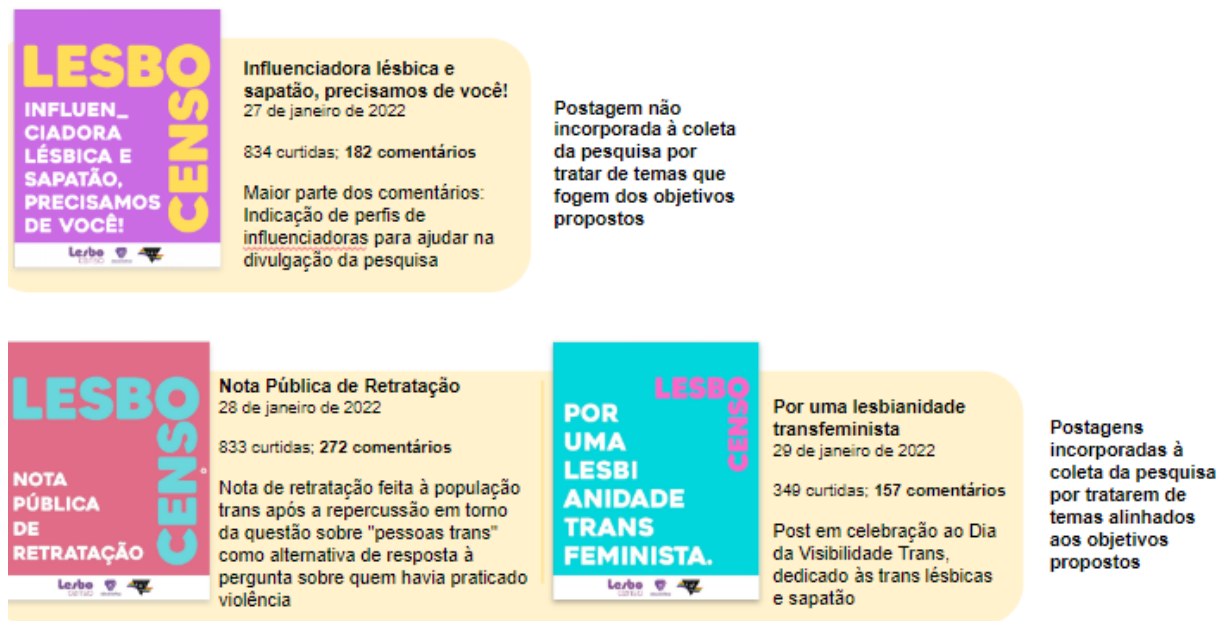 LESBO
CENSO
INFLUEN_
CIADORA
LÉSBICA E
SAPATÃO,
PRECISAMOS
DE VOCÊ!
Lesbo
censo
Influenciadora lésbica e
sapatão, precisamos de você!
27 de janeiro de 2022
834 curtidas; 182 comentários
Maior parte dos comentários:
Indicação de perfis de
influenciadoras para ajudar na
divulgação da pesquisa
Postagem não
incorporada à coleta
da pesquisa por
tratar de temas que
fogem dos objetivos
propostos
LESBO
CENSO
NOTA
PÚBLICA
DE
RETRATAÇÃO
Lesbo
censo
Nota Pública de Retratação
28 de janeiro de 2022
833 curtidas; 272 comentários
Nota de retratação feita à população
trans após a repercussão em torno
da questão sobre "pessoas trans"
como alternativa de resposta à
pergunta sobre quem havia praticado
violência
LESBO
CENSO
POR
UMA
LESBI
ANIDADE
TRANS
FEMINISTA.
Lesbo
censo
Por uma lesbianidade
transfeminista
29 de janeiro de 2022
349 curtidas; 157 comentários
Post em celebração ao Dia
da Visibilidade Trans,
dedicado às trans lésbicas
e sapatão
Postagens
incorporadas à
coleta da pesquisa
por tratarem de
temas alinhados
aos objetivos
propostos